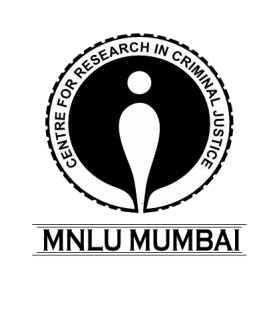 CENTRE FOR RESEARCH IN CRIMINAL JUSTICE
MNLU MUMBAI